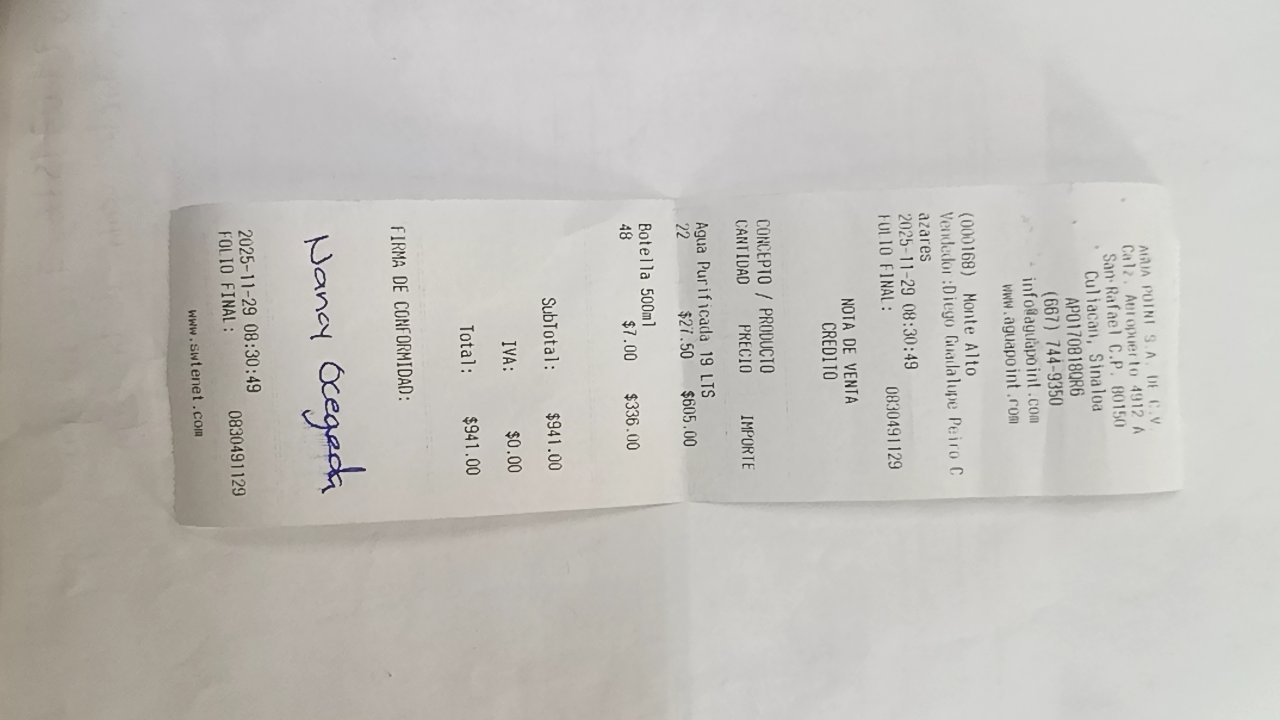 AGUA POINT S.A. DE C.V.
Calz. Aeropuerto 4912 A
San Rafael C.P. 80150
Culiacan, Sinaloa
APO170818QR6
(667) 744-9350
info@aguapoint.com
www.aguapoint.com
(000168) Monte Alto
Vendedor:Diego Guadalupe Peiro C
azares
2025-11-29 08:30:49
FOLIO FINAL: 0830491129
NOTA DE VENTA
CREDITO
CONCEPTO / PRODUCTO
CANTIDAD PRECIO IMPORTE
Agua Purificada 19 LTS
22 $27.50 $605.00
Botella 500ml
48 $7.00 $336.00
SubTotal: $941.00
IVA: $0.00
Total: $941.00
FIRMA DE CONFORMIDAD:
Nancy Ocegeda
2025-11-29 08:30:49
FOLIO FINAL: 0830491129
www.swtenet.com